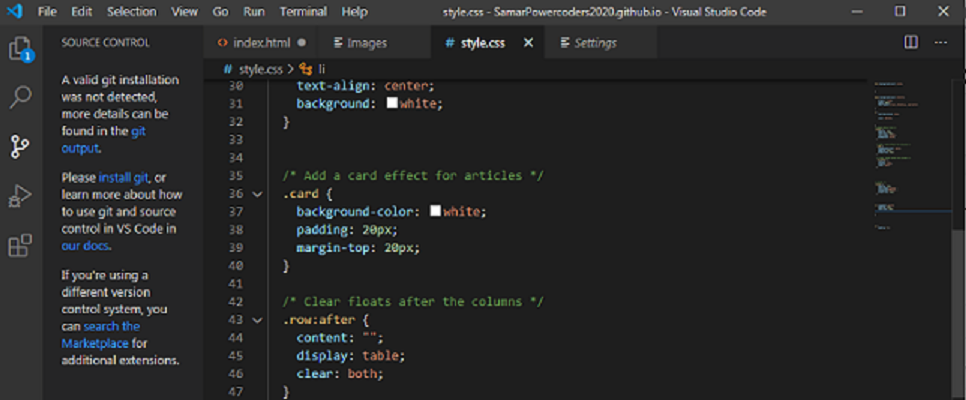 File Edit Selection View Go Run Terminal Help style.css - SamarPowercoders2020.github.io - Visual Studio Code
SOURCE CONTROL
1
A valid git installation
was not detected,
more details can be
found in the git
output.
Please install git, or
learn more about how
to use git and source
control in VS Code in
our docs.
If you're using a
different version
control system, you
can search the
Marketplace for
additional extensions.
index.html Images # style.css Settings
# style.css > li
30 text-align: center;
31 background: white;
32 }
33
34
35 /* Add a card effect for articles */
36 .card {
37 background-color: white;
38 padding: 20px;
39 margin-top: 20px;
40 }
41
42 /* Clear floats after the columns */
43 .row:after {
44 content: "";
45 display: table;
46 clear: both;
47 }